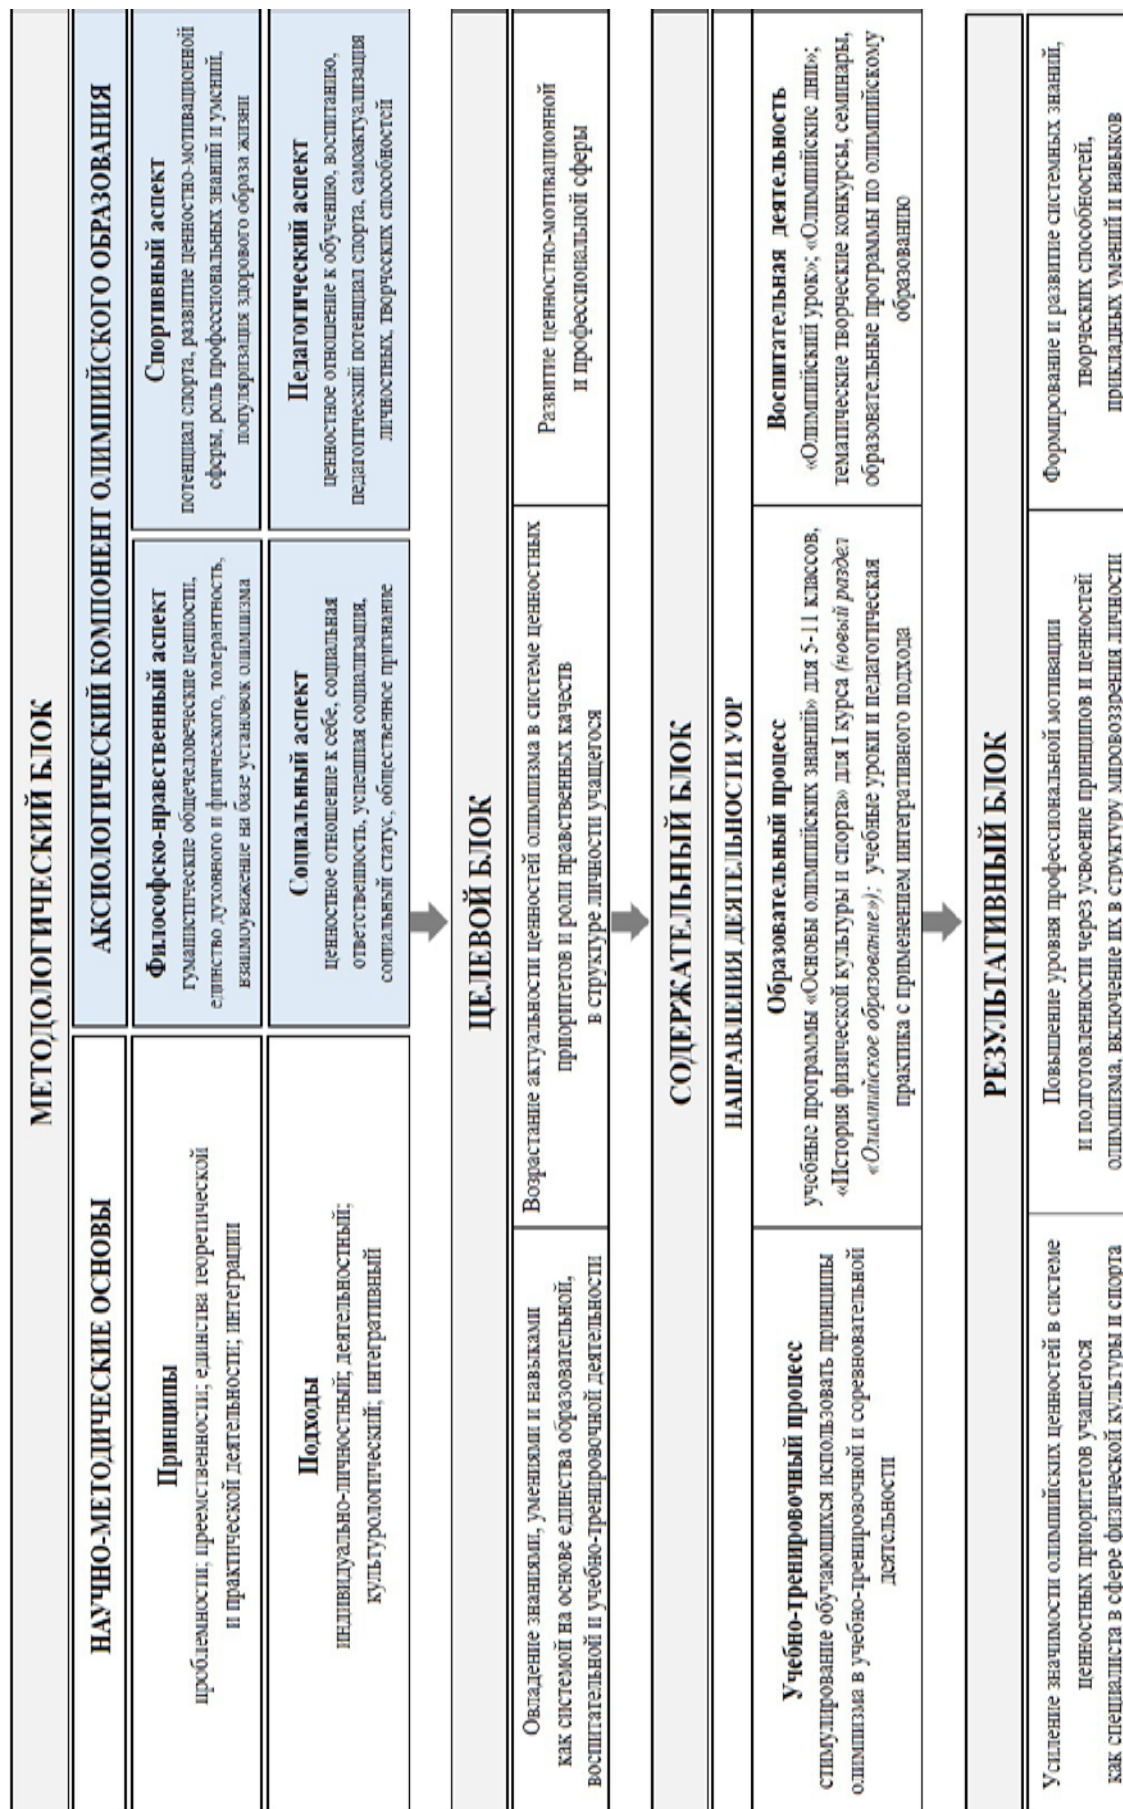 МЕТОДОЛОГИЧЕСКИЙ БЛОК
НАУЧНО-МЕТОДИЧЕСКИЕ ОСНОВЫ
Принципы
проблемности; преемственности; единства теоретической
и практической деятельности; интеграции
Подходы
индивидуально-личностный; деятельностный;
культурологический; интегративный
АКСИОЛОГИЧЕСКИЙ КОМПОНЕНТ ОЛИМПИЙСКОГО ОБРАЗОВАНИЯ
Философско-нравственный аспект
гуманистические общечеловеческие ценности,
единство духовного и физического, толерантность,
взаимоуважение на базе установок олимпизма
Спортивный аспект
потенциал спорта, развитие ценностно-мотивационной
сферы, роль профессиональных знаний и умений,
популяризация здорового образа жизни
Социальный аспект
ценностное отношение к себе, социальная
ответственность, успешная социализация,
социальный статус, общественное признание
Педагогический аспект
ценностное отношение к обучению, воспитанию,
педагогический потенциал спорта, самоактуализация
личностных, творческих способностей
ЦЕЛЕВОЙ БЛОК
Овладение знаниями, умениями и навыками
как системой на основе единства образовательной,
воспитательной и учебно-тренировочной деятельности
Возрастание актуальности ценностей олимпизма в системе ценностных
приоритетов и роли нравственных качеств
в структуре личности учащегося
Развитие ценностно-мотивационной
и профессиональной сферы
СОДЕРЖАТЕЛЬНЫЙ БЛОК
НАПРАВЛЕНИЯ ДЕЯТЕЛЬНОСТИ УОР
Учебно-тренировочный процесс
стимулирование обучающихся использовать принципы
олимпизма в учебно-тренировочной и соревновательной
деятельности
Образовательный процесс
учебные программы «Основы олимпийских знаний» для 5-11 классов,
«История физической культуры и спорта» для I курса (новый раздел
«Олимпийское образование»); учебные уроки и педагогическая
практика с применением интегративного подхода
Воспитательная деятельность
«Олимпийский урок»; «Олимпийские дни»;
тематические творческие конкурсы, семинары,
образовательные программы по олимпийскому
образованию
РЕЗУЛЬТАТИВНЫЙ БЛОК
Усиление значимости олимпийских ценностей в системе
ценностных приоритетов учащегося
как специалиста в сфере физической культуры и спорта
Повышение уровня профессиональной мотивации
и подготовленности через усвоение принципов и ценностей
олимпизма, включение их в структуру мировоззрения личности
Формирование и развитие системных знаний,
творческих способностей,
прикладных умений и навыков